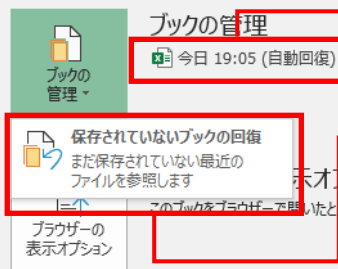 ブックの管理
今日 19:05 (自動回復)
ブックの
管理
保存されていないブックの回復
まだ保存されていない最近の
ファイルを参照します
示オ
このブックをブラウザーで開いたと
ブラウザーの
表示オプション